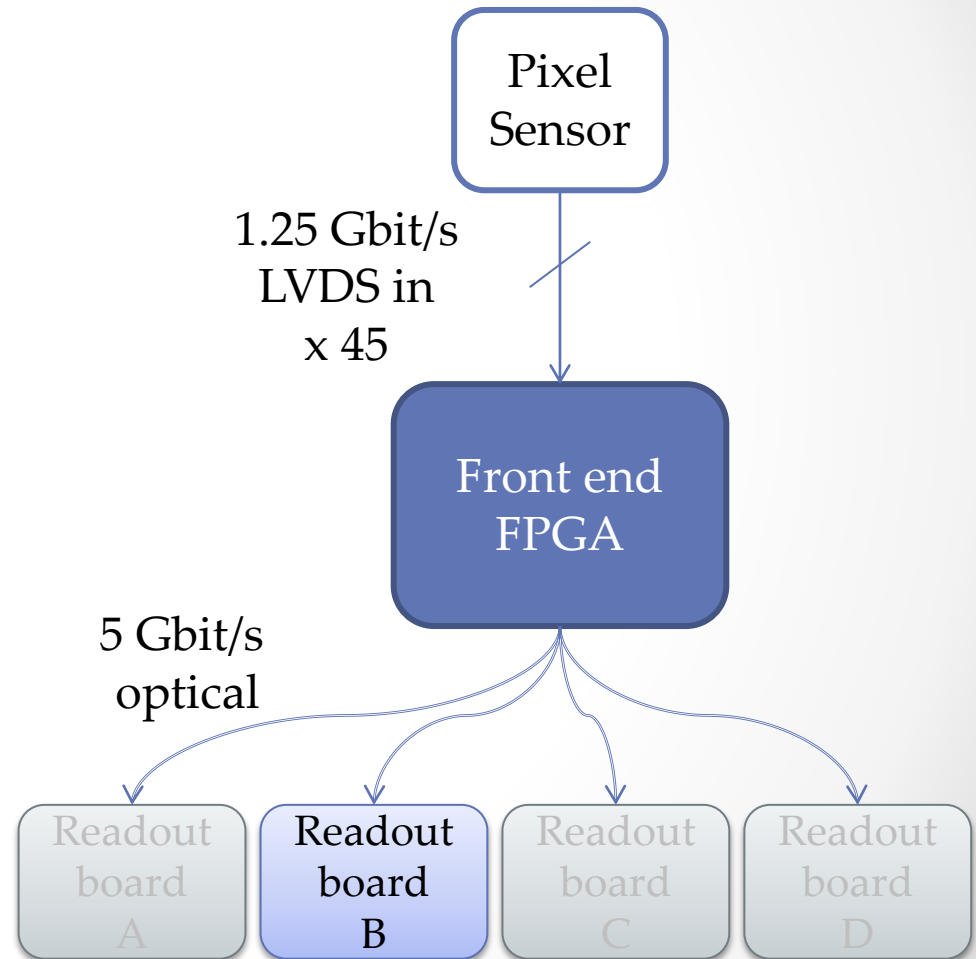 Pixel
Sensor
1.25 Gbit/s
LVDS in
x 45
Front end
FPGA
5 Gbit/s
optical
Readout
board
A
Readout
board
B
Readout
board
C
Readout
board
D